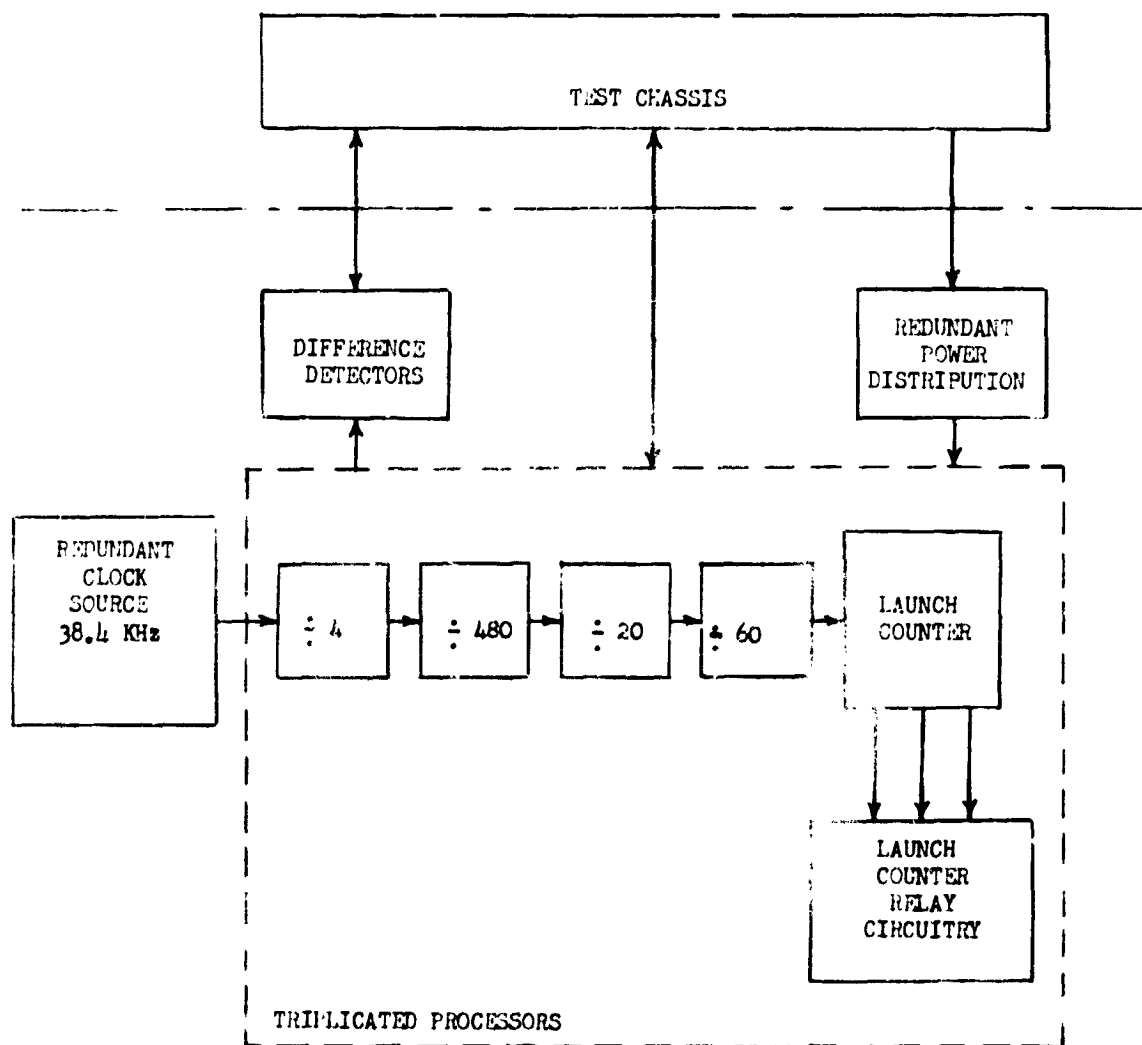 TEST CHASSIS
DIFFERENCE
DETECTORS
REDUNDANT
POWER
DISTRIPUTION
REDUNDANT
CLOCK
SOURCE
38.4 KHz
÷ 4
÷ 480
÷ 20
÷ 60
LAUNCH
COUNTER
LAUNCH
COUNTER
RELAY
CIRCUITRY
TRIPLICATED PROCESSORS